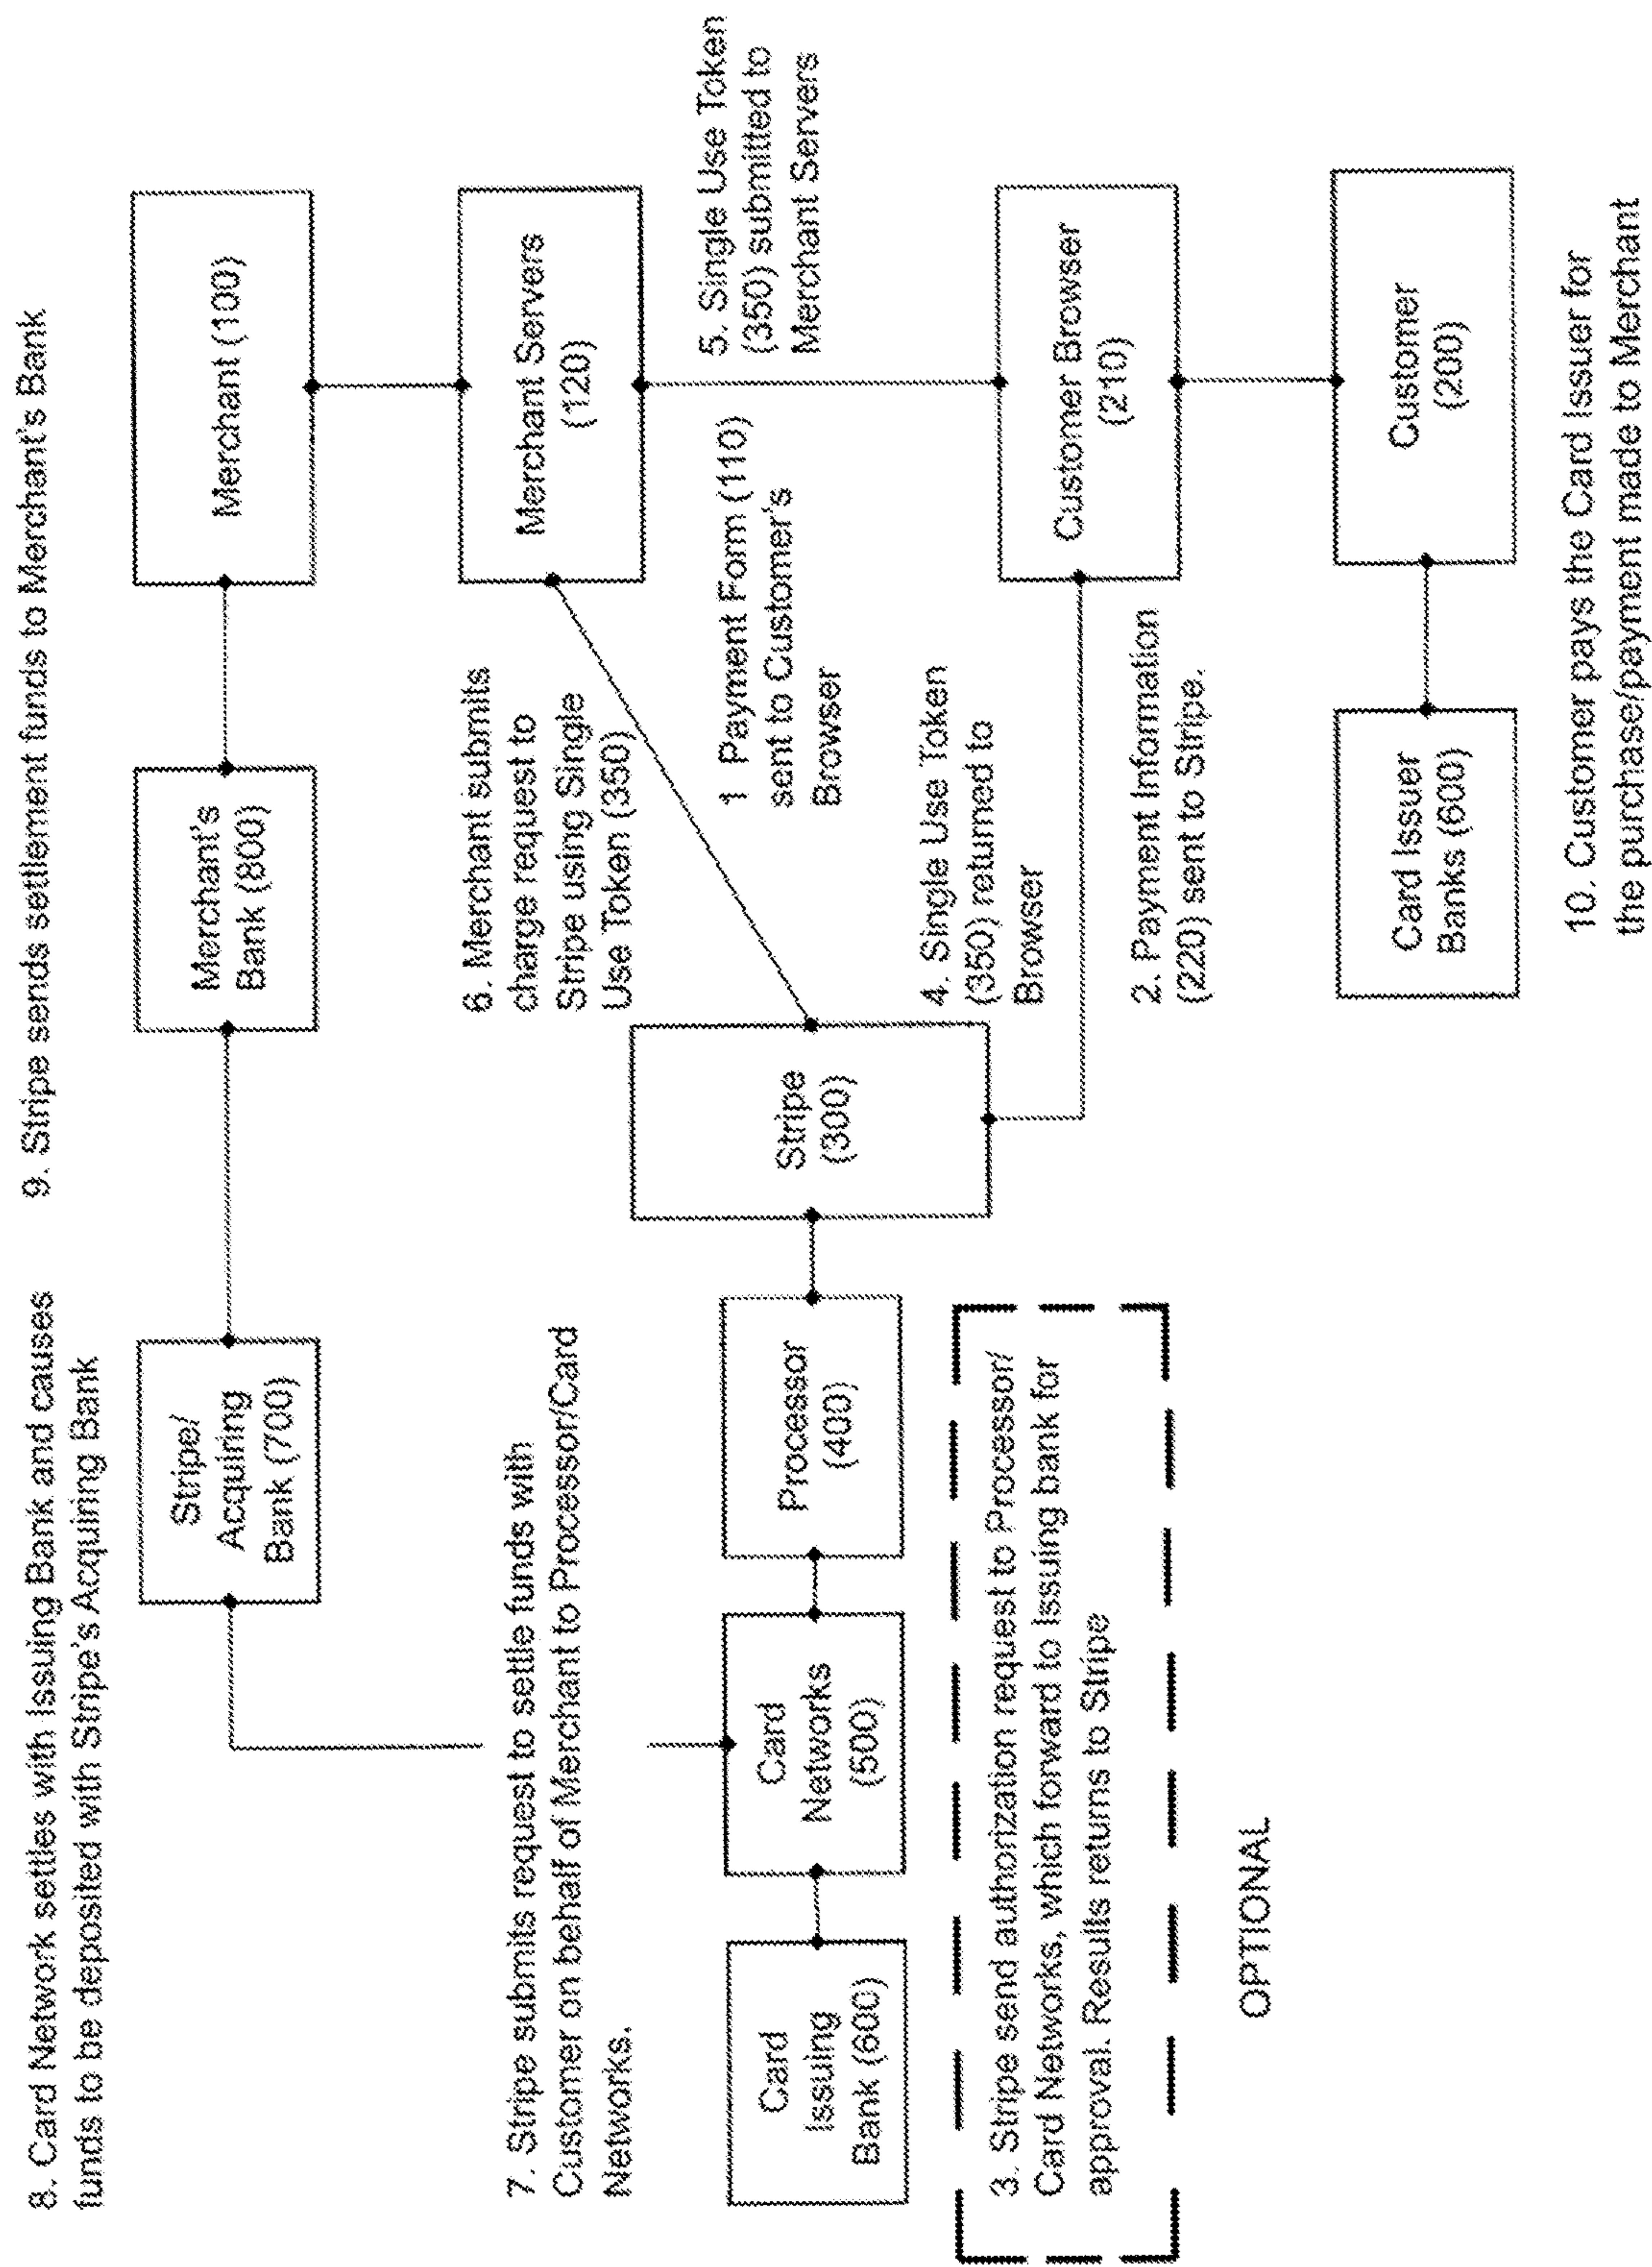 8. Card Network settles with Issuing Bank and causes
funds to be deposited with Stripe's Acquiring Bank
9. Stripe sends setlement funds to Merchant's Bank
Stripe/
Acquiring
Bank (700)
Merchant's
Bank (800)
Merchant (100)
7. Stripe submits request to settle funds with
Customer on behalf of Merchant to Processor/Card
Networks.
6. Merchant submits
charge request to
Stripe using Single
Use Token (350)
Merchant Servers
(120)
Card
Issuing
Bank (600)
Card
Networks
(500)
Processor
(400)
Stripe
(300)
1 Payment Form (110)
sent to Customer's
Browser
5. Single Use Token
(350) submitted to
Merchant Servers
3. Stripe send authorization request to Processor/
Card Networks, which forward to Issuing bank for
approval. Results returns to Stripe
OPTIONAL
4. Single Use Token
(350) returned to
Browser
2. Payment Information
(220) sent to Stripe.
Customer Browser
(210)
Card Issuer
Banks (600)
Customer
(200)
10. Customer pays the Card Issuer for
the purchase/payment made to Merchant